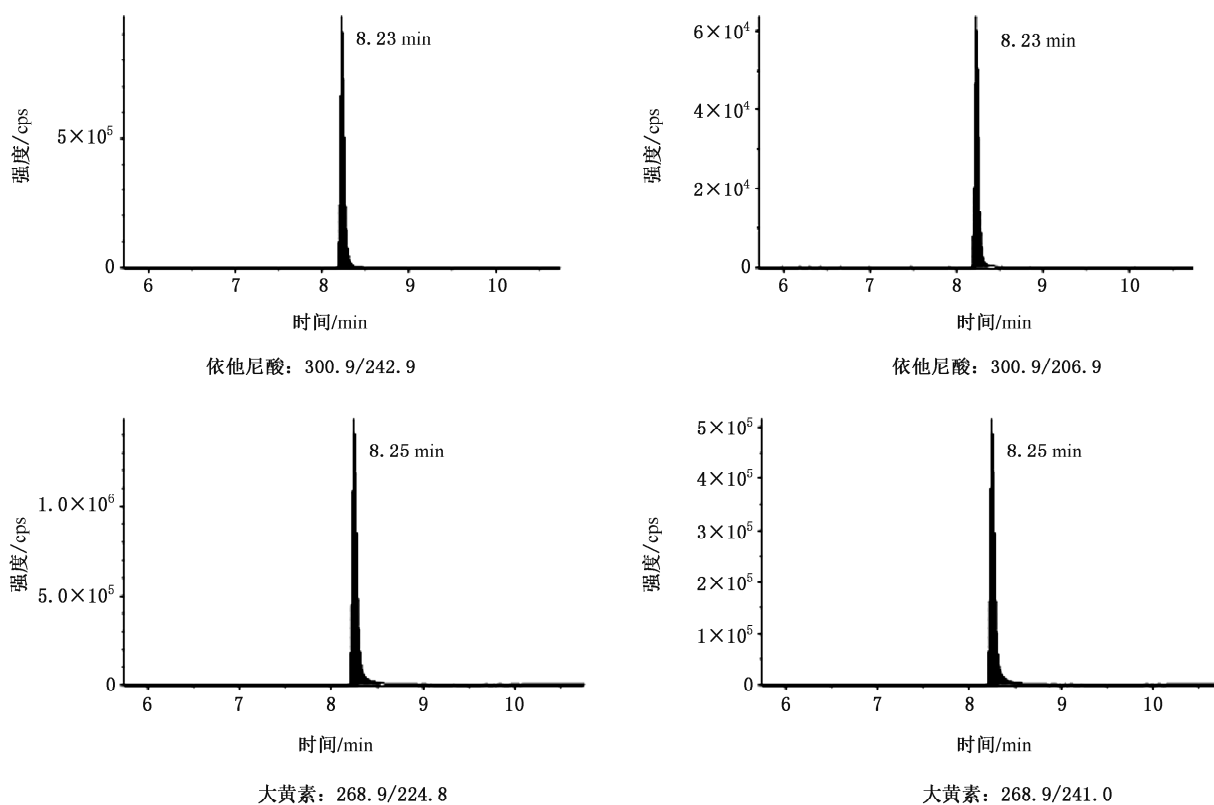 8.23 min
强度/cps
5×10⁵
0
6 7 8 9 10
时间/min
依他尼酸：300.9/242.9
8.23 min
强度/cps
6×10⁴
4×10⁴
2×10⁴
0
6 7 8 9 10
时间/min
依他尼酸：300.9/206.9
8.25 min
强度/cps
1.0×10⁶
5.0×10⁵
0
6 7 8 9 10
时间/min
大黄素：268.9/224.8
8.25 min
强度/cps
5×10⁵
4×10⁵
3×10⁵
2×10⁵
1×10⁵
0
6 7 8 9 10
时间/min
大黄素：268.9/241.0